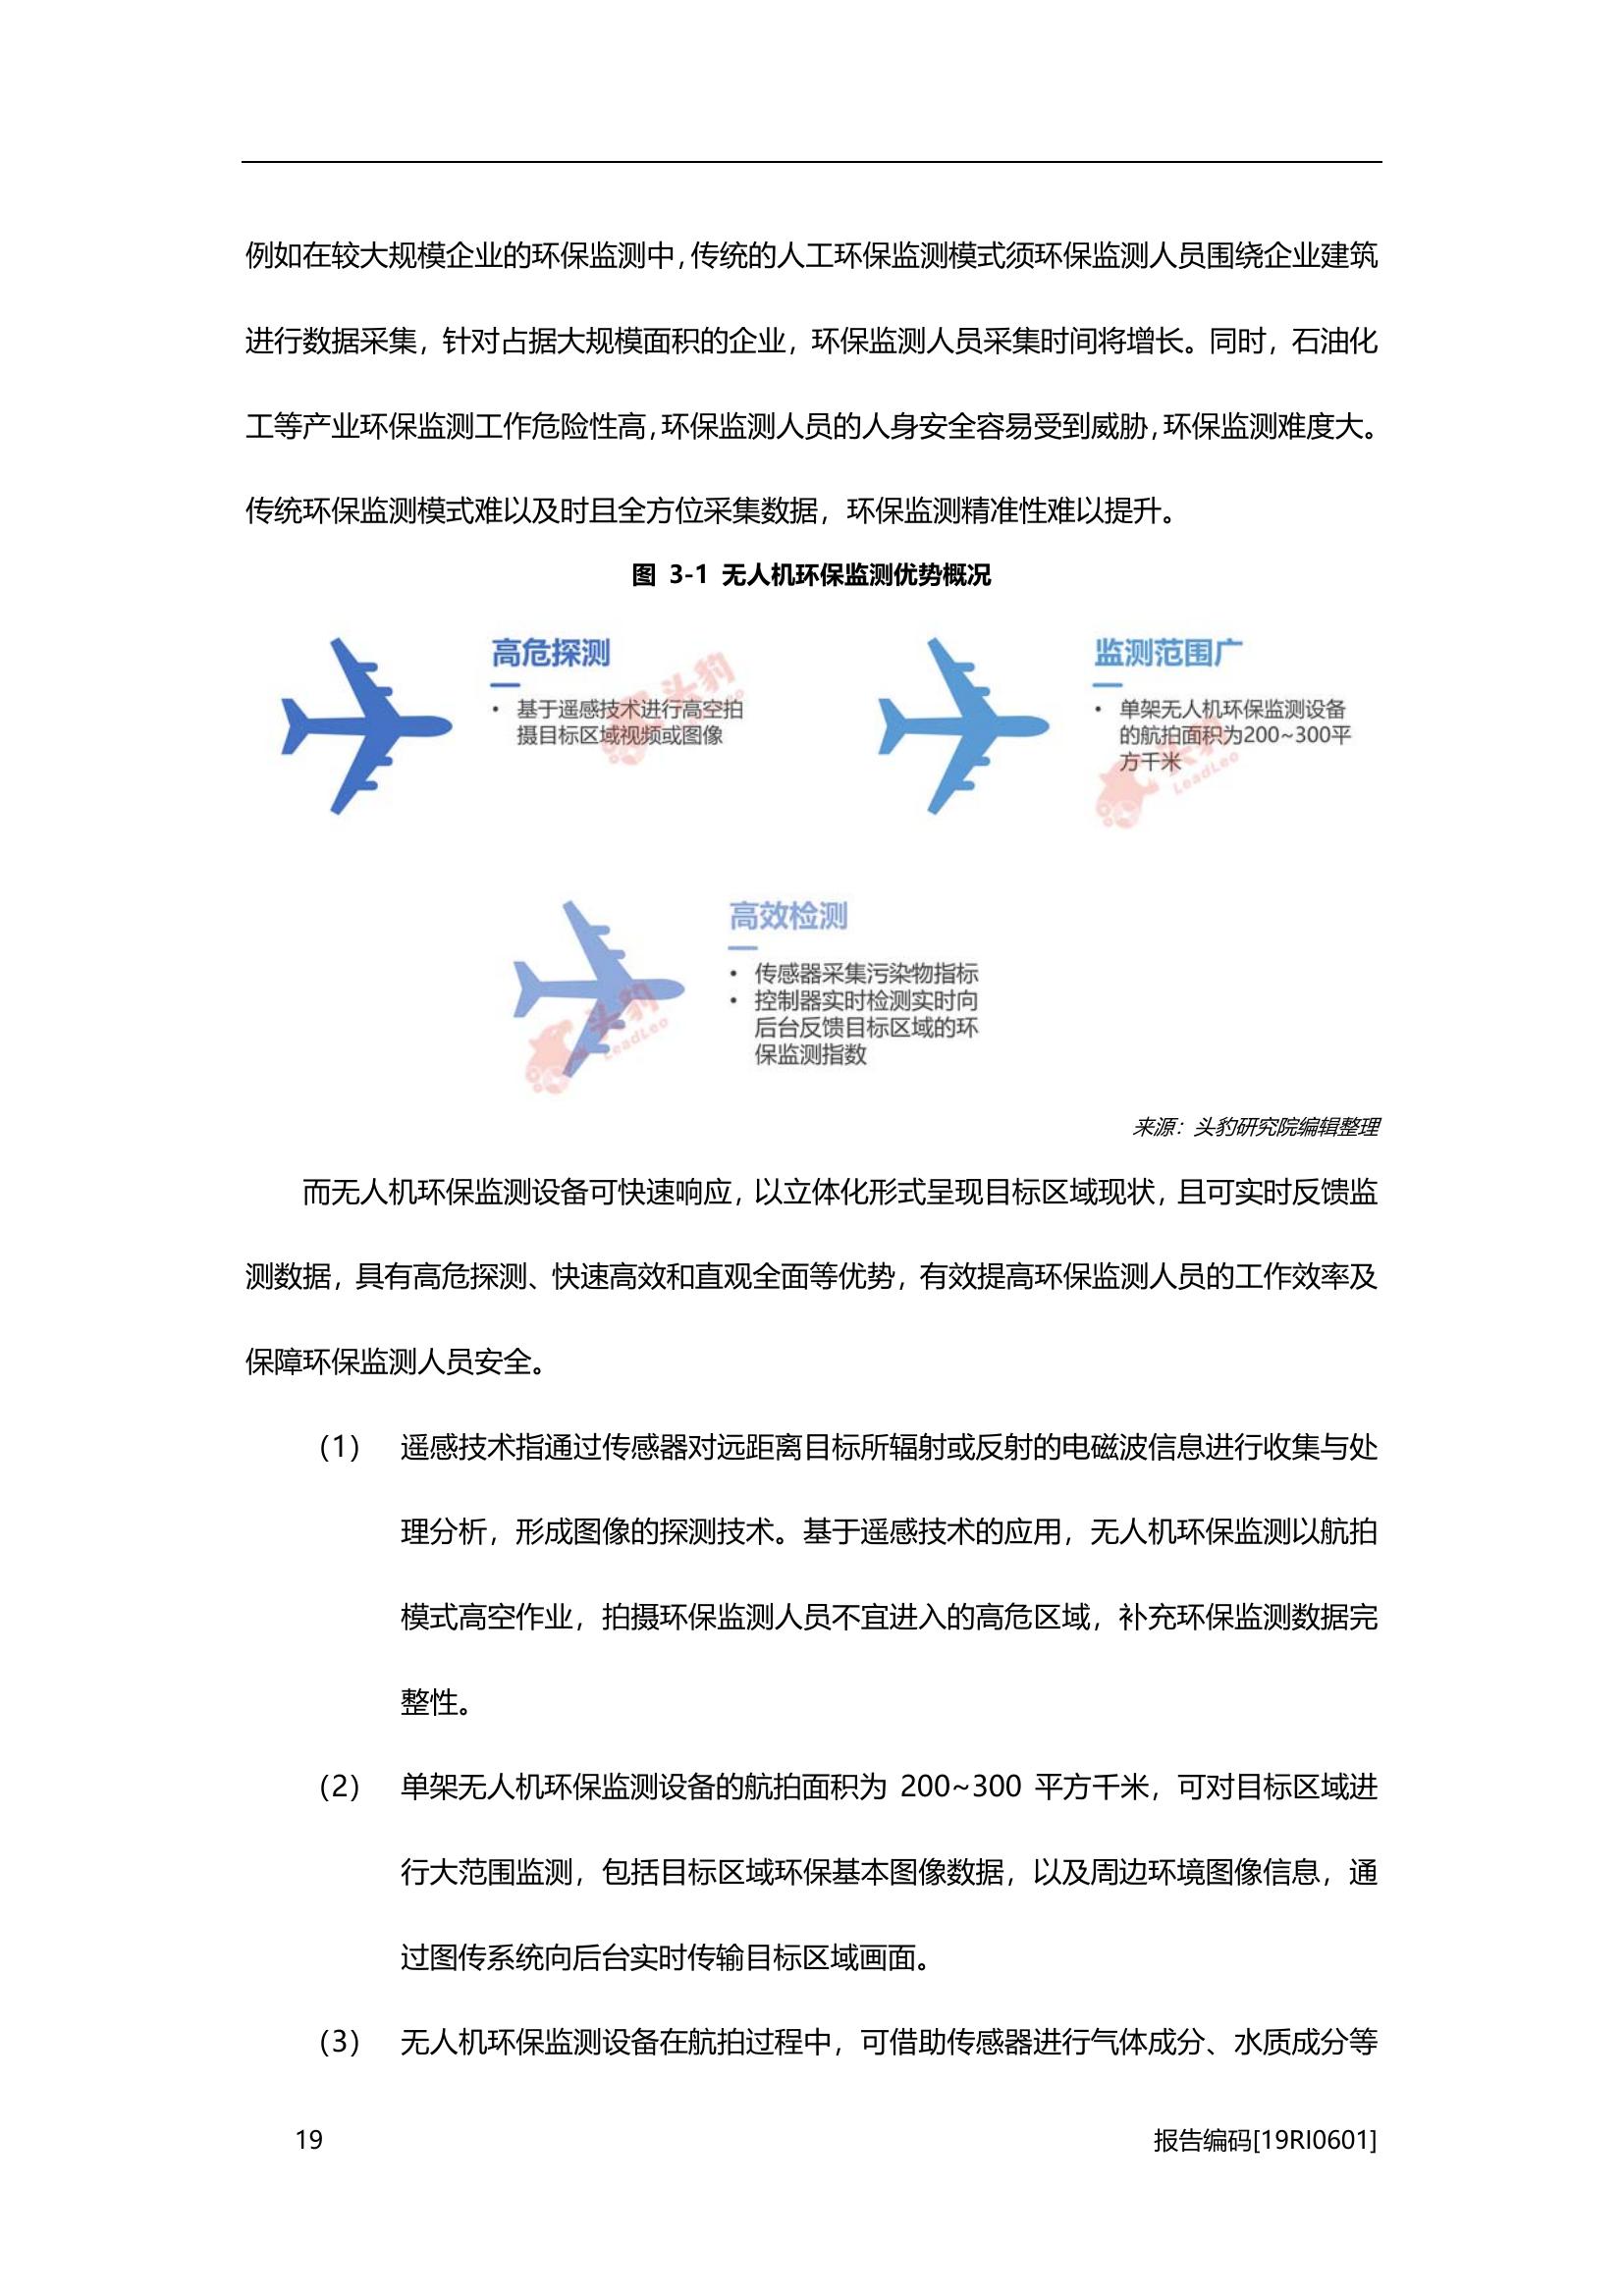 例如在较大规模企业的环保监测中，传统的人工环保监测模式须环保监测人员围绕企业建筑
进行数据采集，针对占据大规模面积的企业，环保监测人员采集时间将增长。同时，石油化
工等产业环保监测工作危险性高，环保监测人员的人身安全容易受到威胁，环保监测难度大。
传统环保监测模式难以及时且全方位采集数据，环保监测精准性难以提升。
图 3-1 无人机环保监测优势概况
高危探测
• 基于遥感技术进行高空拍
摄目标区域视频或图像
头豹
LeadLeo
监测范围广
• 单架无人机环保监测设备
的航拍面积为200~300平
方千米
头豹
LeadLeo
高效检测
• 传感器采集污染物指标
• 控制器实时检测实时向
后台反馈目标区域的环
保监测指数
头豹
LeadLeo
来源：头豹研究院编辑整理
而无人机环保监测设备可快速响应，以立体化形式呈现目标区域现状，且可实时反馈监
测数据，具有高危探测、快速高效和直观全面等优势，有效提高环保监测人员的工作效率及
保障环保监测人员安全。
（1） 遥感技术指通过传感器对远距离目标所辐射或反射的电磁波信息进行收集与处
理分析，形成图像的探测技术。基于遥感技术的应用，无人机环保监测以航拍
模式高空作业，拍摄环保监测人员不宜进入的高危区域，补充环保监测数据完
整性。
（2） 单架无人机环保监测设备的航拍面积为 200~300 平方千米，可对目标区域进
行大范围监测，包括目标区域环保基本图像数据，以及周边环境图像信息，通
过图传系统向后台实时传输目标区域画面。
（3） 无人机环保监测设备在航拍过程中，可借助传感器进行气体成分、水质成分等
19
报告编码[19RI0601]